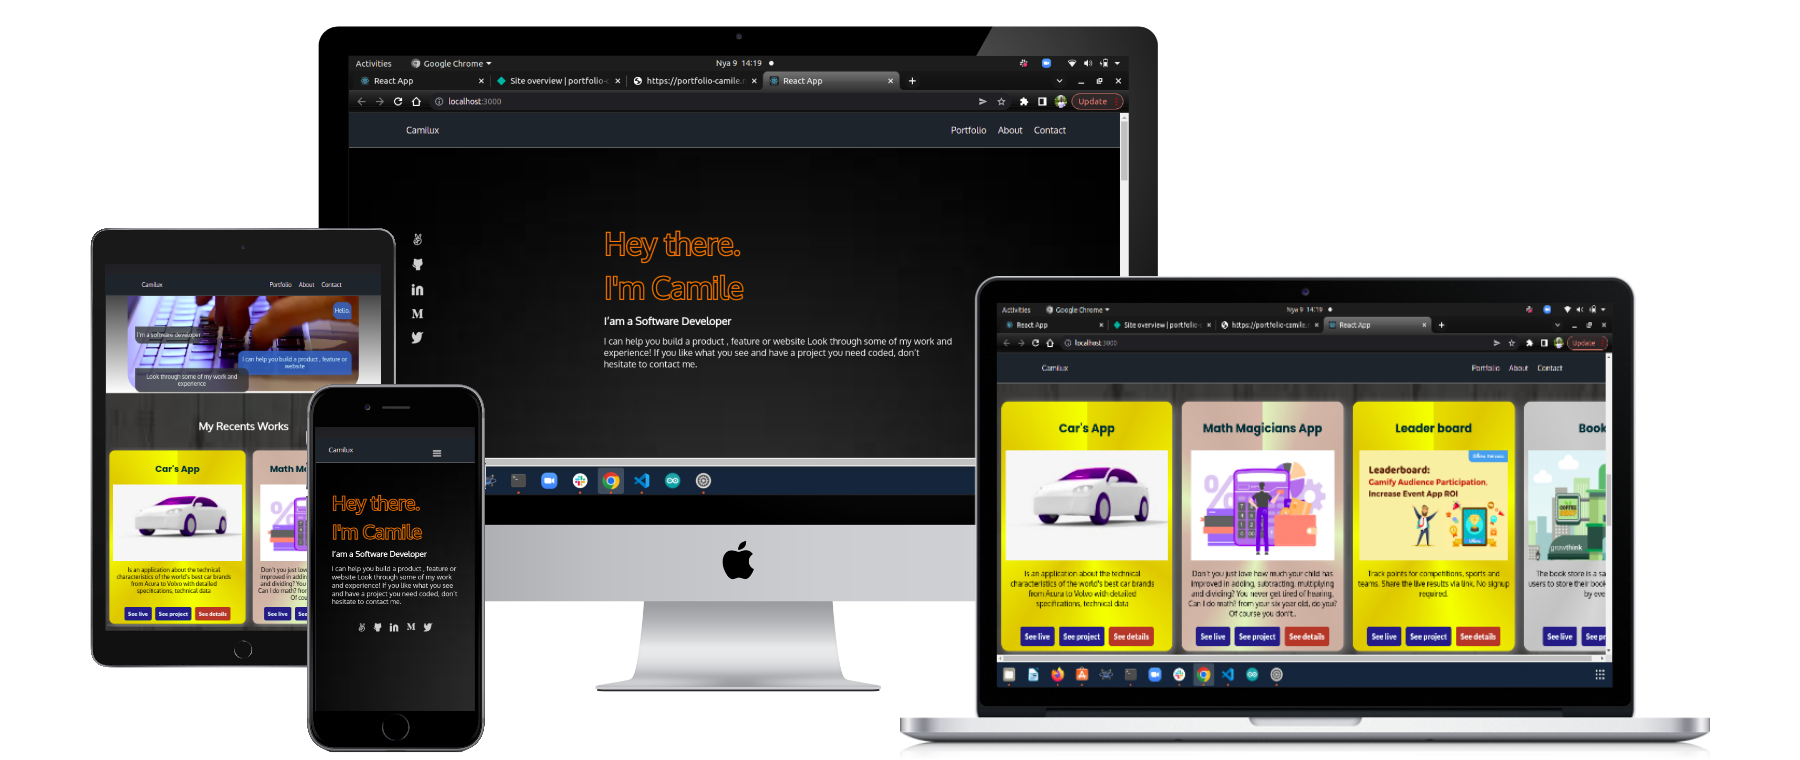 Activities Google Chrome Nya 9 14:19
React App Site overview | portfolio-c https://portfolio-camile.n React App
localhost:3000 Update
Camilux Portfolio About Contact
Hey there.
I'm Camile
I'am a Software Developer
I can help you build a product , feature or website Look through some of my work and
experience! If you like what you see and have a project you need coded, don't
hesitate to contact me.
Camilux Portfolio About Contact
Hello.
I'm a software developer
I can help you build a product , feature or
website
Look through some of my work and
experience
My Recents Works
Car's App Math M
Is an application about the technical
characteristics of the world's best car brands
from Acura to Volvo with detailed
specifications, technical data
Don't you just love
improved in addin
and dividing? You
Can I do math! from
Of cou
See live See project See details See live See
Camilux
Hey there.
I'm Camile
I'am a Software Developer
I can help you build a product , feature or
website Look through some of my work
and experience! If you like what you see
and have a project you need coded, don't
hesitate to contact me.
Activities Google Chrome Nya 9 14:19
React App Site overview | portfolio-c https://portfolio-camile.n React App
localhost:3000 Update
Camilux Portfolio About Contact
Car's App
Is an application about the technical
characteristics of the world's best car brands
from Acura to Volvo with detailed
specifications, technical data
See live See project See details
Math Magicians App
Don't you just love how much your child has
improved in adding, subtracting, multiplying
and dividing? You never get tired of hearing,
Can I do math! from your six year old, do you?
Of course you don't..
See live See project See details
Leader board
Leaderboard:
Gamify Audience Participation.
Increase Event App ROI
Track points for competitions, sports and
teams. Share the live results via link. No signup
required.
See live See project See details
Book
COFFEE
growthink
The book store is a sa
users to store their book
by eve
See live See pr